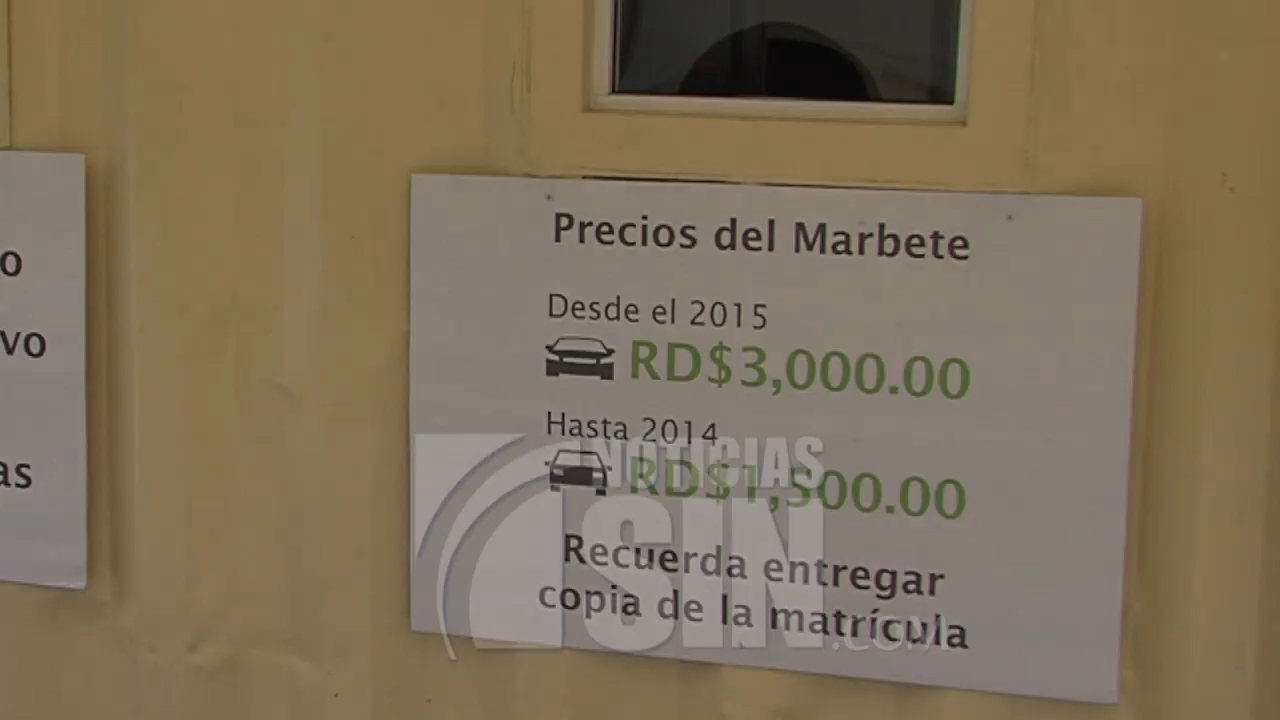 o
vo
as
Precios del Marbete
Desde el 2015
RD$3,000.00
Hasta 2014
RD$1,500.00
Recuerda entregar
copia de la matrícula
NOTICIAS
SIN
.com